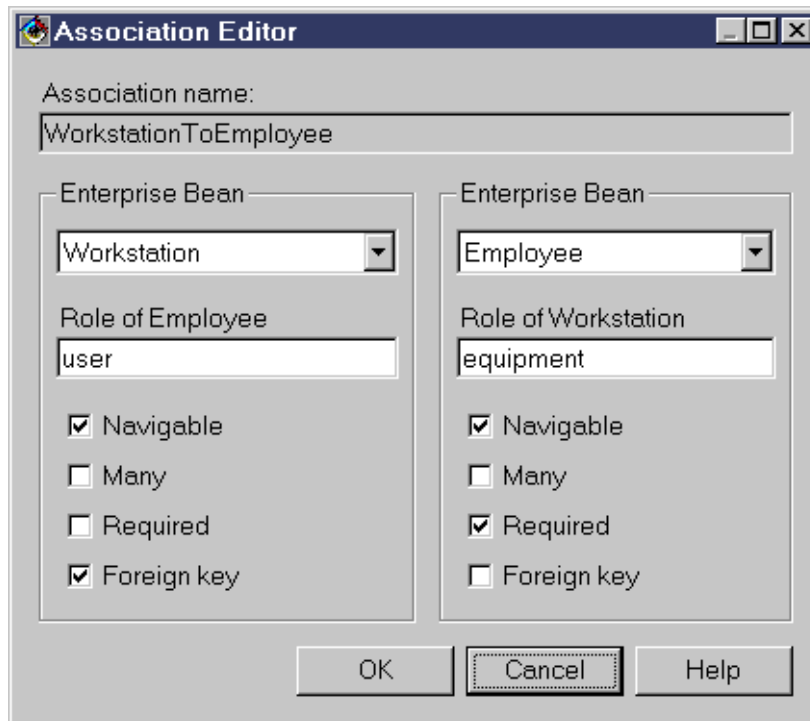 Association Editor
Association name:
WorkstationToEmployee
Enterprise Bean
Workstation
Role of Employee
user
Navigable
Many
Required
Foreign key
Enterprise Bean
Employee
Role of Workstation
equipment
Navigable
Many
Required
Foreign key
OK
Cancel
Help